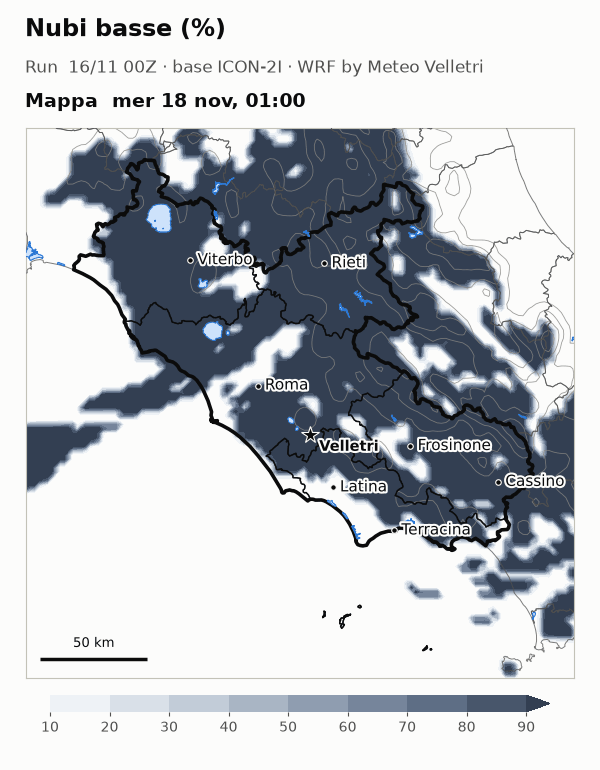 Nubi basse (%)
Run 16/11 00Z · base ICON-2I · WRF by Meteo Velletri
Mappa mer 18 nov, 01:00
Viterbo
Rieti
Roma
Velletri
Frosinone
Cassino
Latina
Terracina
50 km
10 20 30 40 50 60 70 80 90